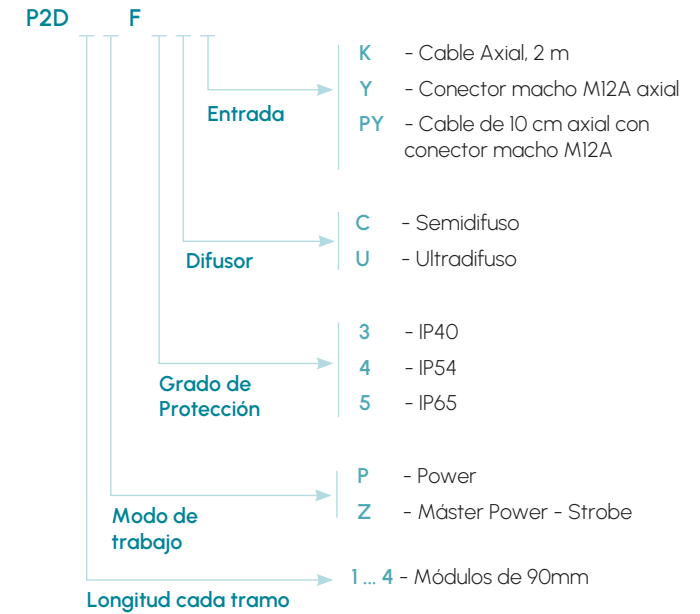 P2D F
K - Cable Axial, 2 m
Y - Conector macho M12A axial
PY - Cable de 10 cm axial con
conector macho M12A
Entrada
C - Semidifuso
U - Ultradifuso
Difusor
3 - IP40
4 - IP54
5 - IP65
Grado de
Protección
P - Power
Z - Máster Power - Strobe
Modo de
trabajo
1 ... 4 - Módulos de 90mm
Longitud cada tramo